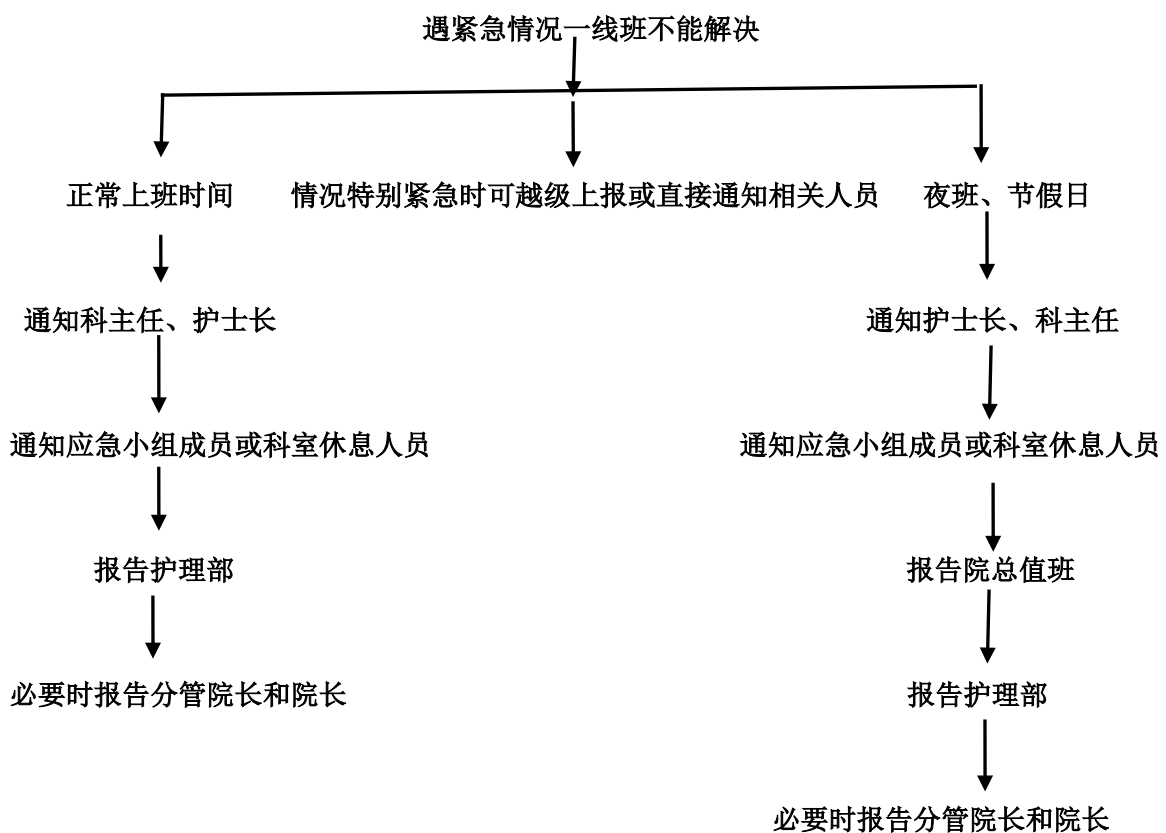 遇紧急情况一线班不能解决
正常上班时间
情况特别紧急时可越级上报或直接通知相关人员
夜班、节假日
通知科主任、护士长
通知护士长、科主任
通知应急小组成员或科室休息人员
通知应急小组成员或科室休息人员
报告护理部
报告院总值班
必要时报告分管院长和院长
报告护理部
必要时报告分管院长和院长